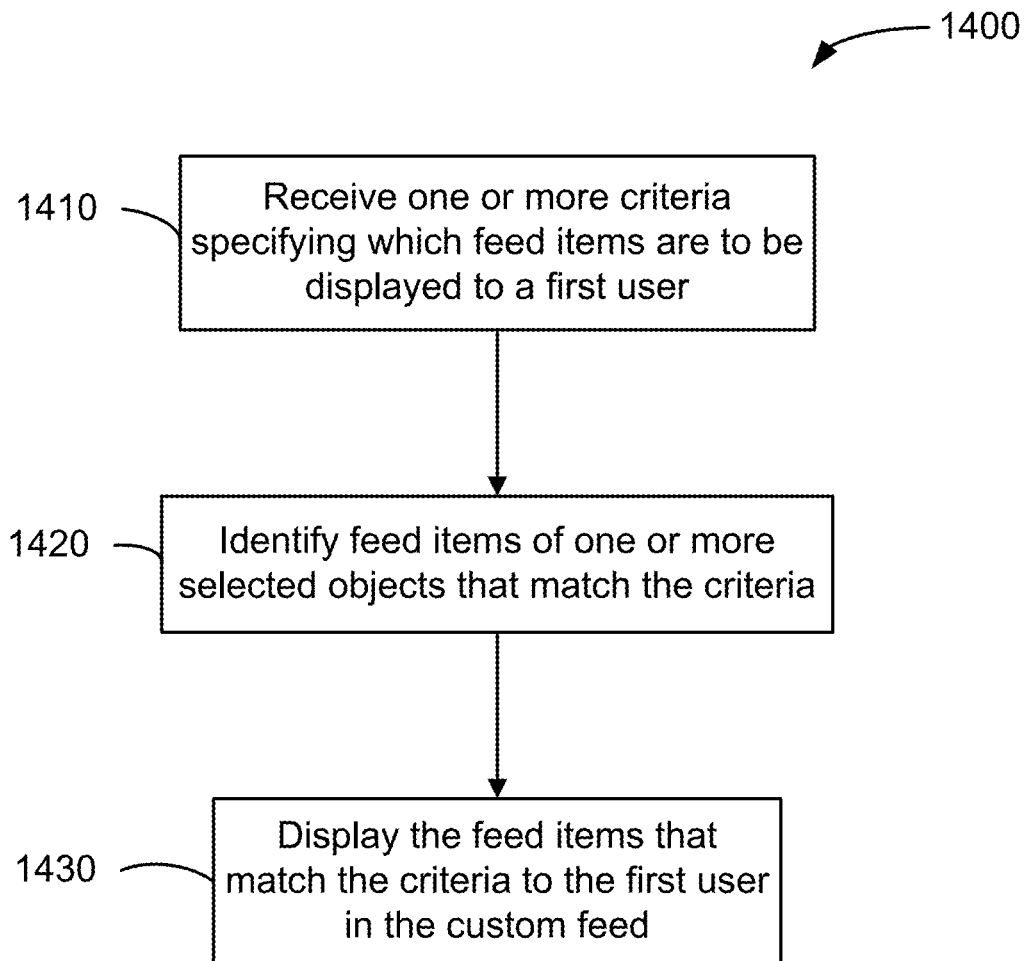 1400
1410
Receive one or more criteria
specifying which feed items are to be
displayed to a first user
1420
Identify feed items of one or more
selected objects that match the criteria
1430
Display the feed items that
match the criteria to the first user
in the custom feed